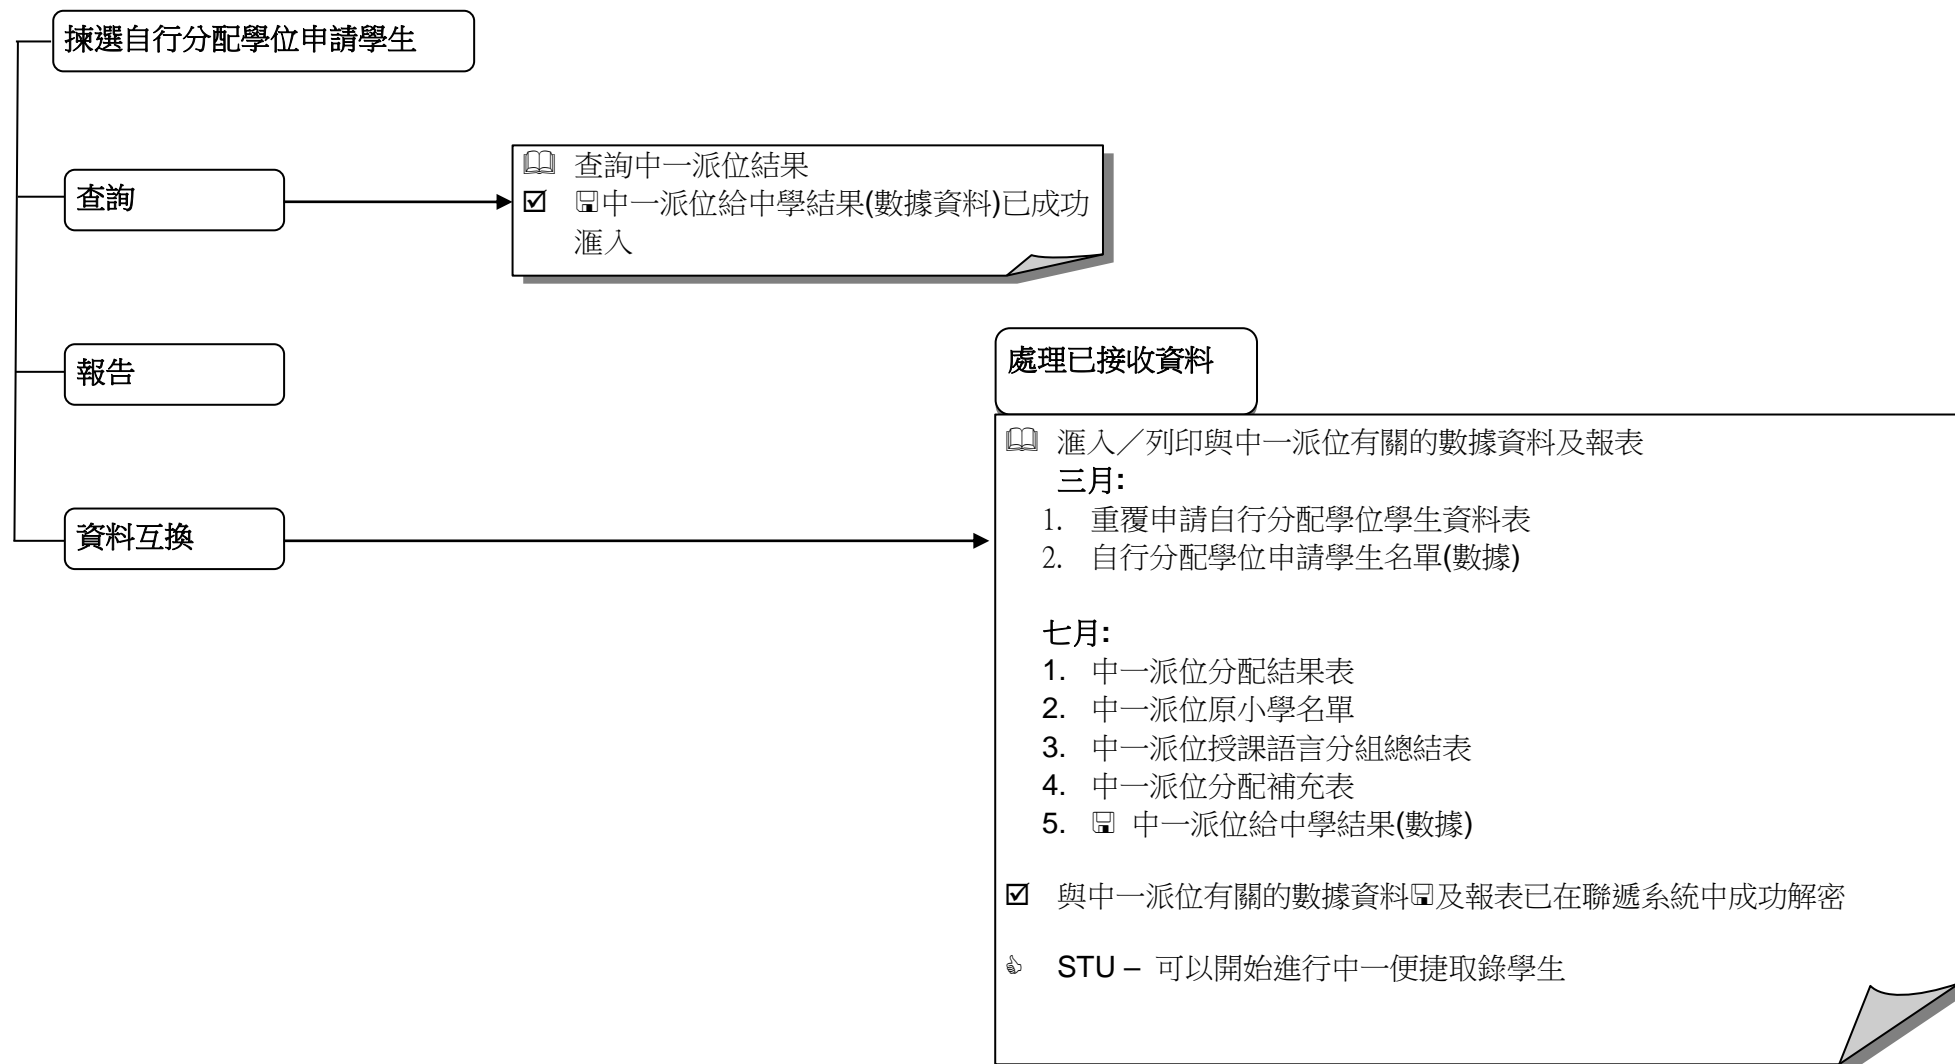 揀選自行分配學位申請學生
查詢
🕮 查詢中一派位結果
☑ 🖫中一派位給中學結果(數據資料)已成功
滙入
報告
處理已接收資料
🕮 滙入／列印與中一派位有關的數據資料及報表
三月:
1. 重覆申請自行分配學位學生資料表
2. 自行分配學位申請學生名單(數據)
資料互換
七月:
1. 中一派位分配結果表
2. 中一派位原小學名單
3. 中一派位授課語言分組總結表
4. 中一派位分配補充表
5. 🖫 中一派位給中學結果(數據)
☑ 與中一派位有關的數據資料🖫及報表已在聯遞系統中成功解密
👍 STU – 可以開始進行中一便捷取錄學生